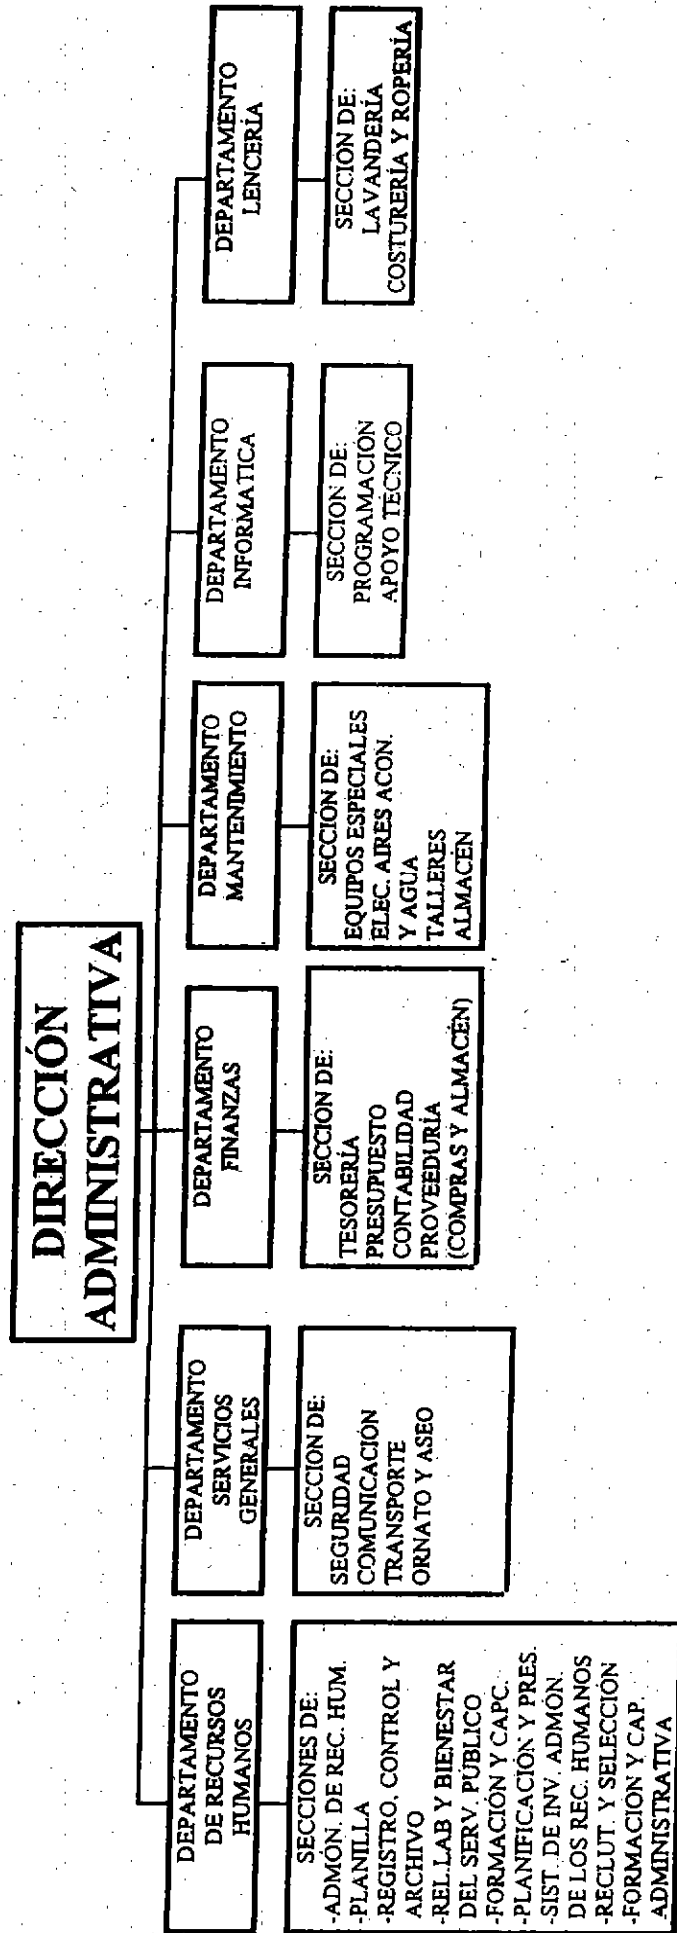 DIRECCIÓN
ADMINISTRATIVA
DEPARTAMENTO
DE RECURSOS
HUMANOS
SECCIONES DE:
-ADMÓN. DE REC. HUM.
-PLANILLA
-REGISTRO, CONTROL Y
ARCHIVO
-REL.LAB Y BIENESTAR
DEL SERV. PÚBLICO
-FORMACIÓN Y CAPC.
-PLANIFICACIÓN Y PRES.
-SIST. DE INV. ADMÓN.
DE LOS REC. HUMANOS
-RECLUT. Y SELECCIÓN
-FORMACIÓN Y CAP.
ADMINISTRATIVA
DEPARTAMENTO
SERVICIOS
GENERALES
SECCION DE:
SEGURIDAD
COMUNICACIÓN
TRANSPORTE
ORNATO Y ASEO
DEPARTAMENTO
FINANZAS
SECCION DE:
TESORERÍA
PRESUPUESTO
CONTABILIDAD
PROVEEDURÍA
(COMPRAS Y ALMACÉN)
DEPARTAMENTO
MANTENIMIENTO
SECCION DE:
EQUIPOS ESPECIALES
ELEC. AIRES ACON.
Y AGUA
TALLERES
ALMACÉN
DEPARTAMENTO
INFORMATICA
SECCION DE:
PROGRAMACION
APOYO TÉCNICO
DEPARTAMENTO
LENCERÍA
SECCION DE:
LAVANDERÍA
COSTURERÍA Y ROPERÍA